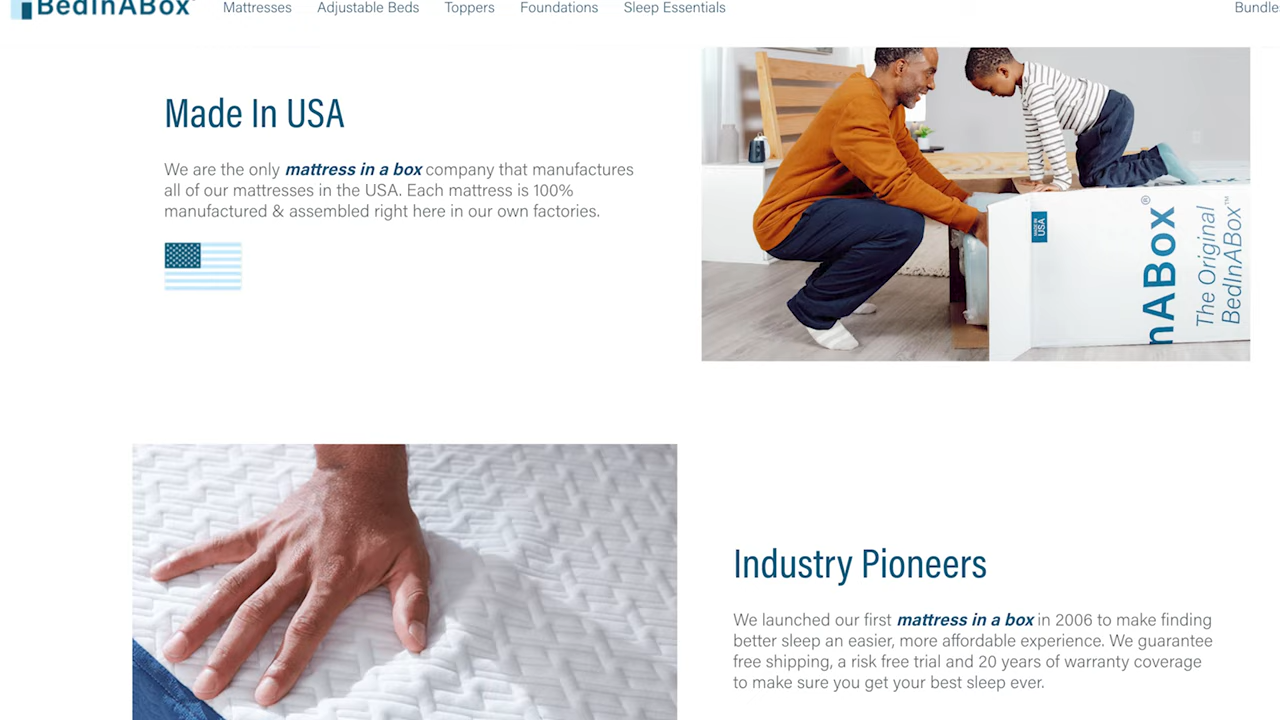 BedInABox
Mattresses Adjustable Beds Toppers Foundations Sleep Essentials Bundle
Made In USA
We are the only mattress in a box company that manufactures
all of our mattresses in the USA. Each mattress is 100%
manufactured & assembled right here in our own factories.
MADE IN
USA
nABox®
The Original
BedInABox™
Industry Pioneers
We launched our first mattress in a box in 2006 to make finding
better sleep an easier, more affordable experience. We guarantee
free shipping, a risk free trial and 20 years of warranty coverage
to make sure you get your best sleep ever.